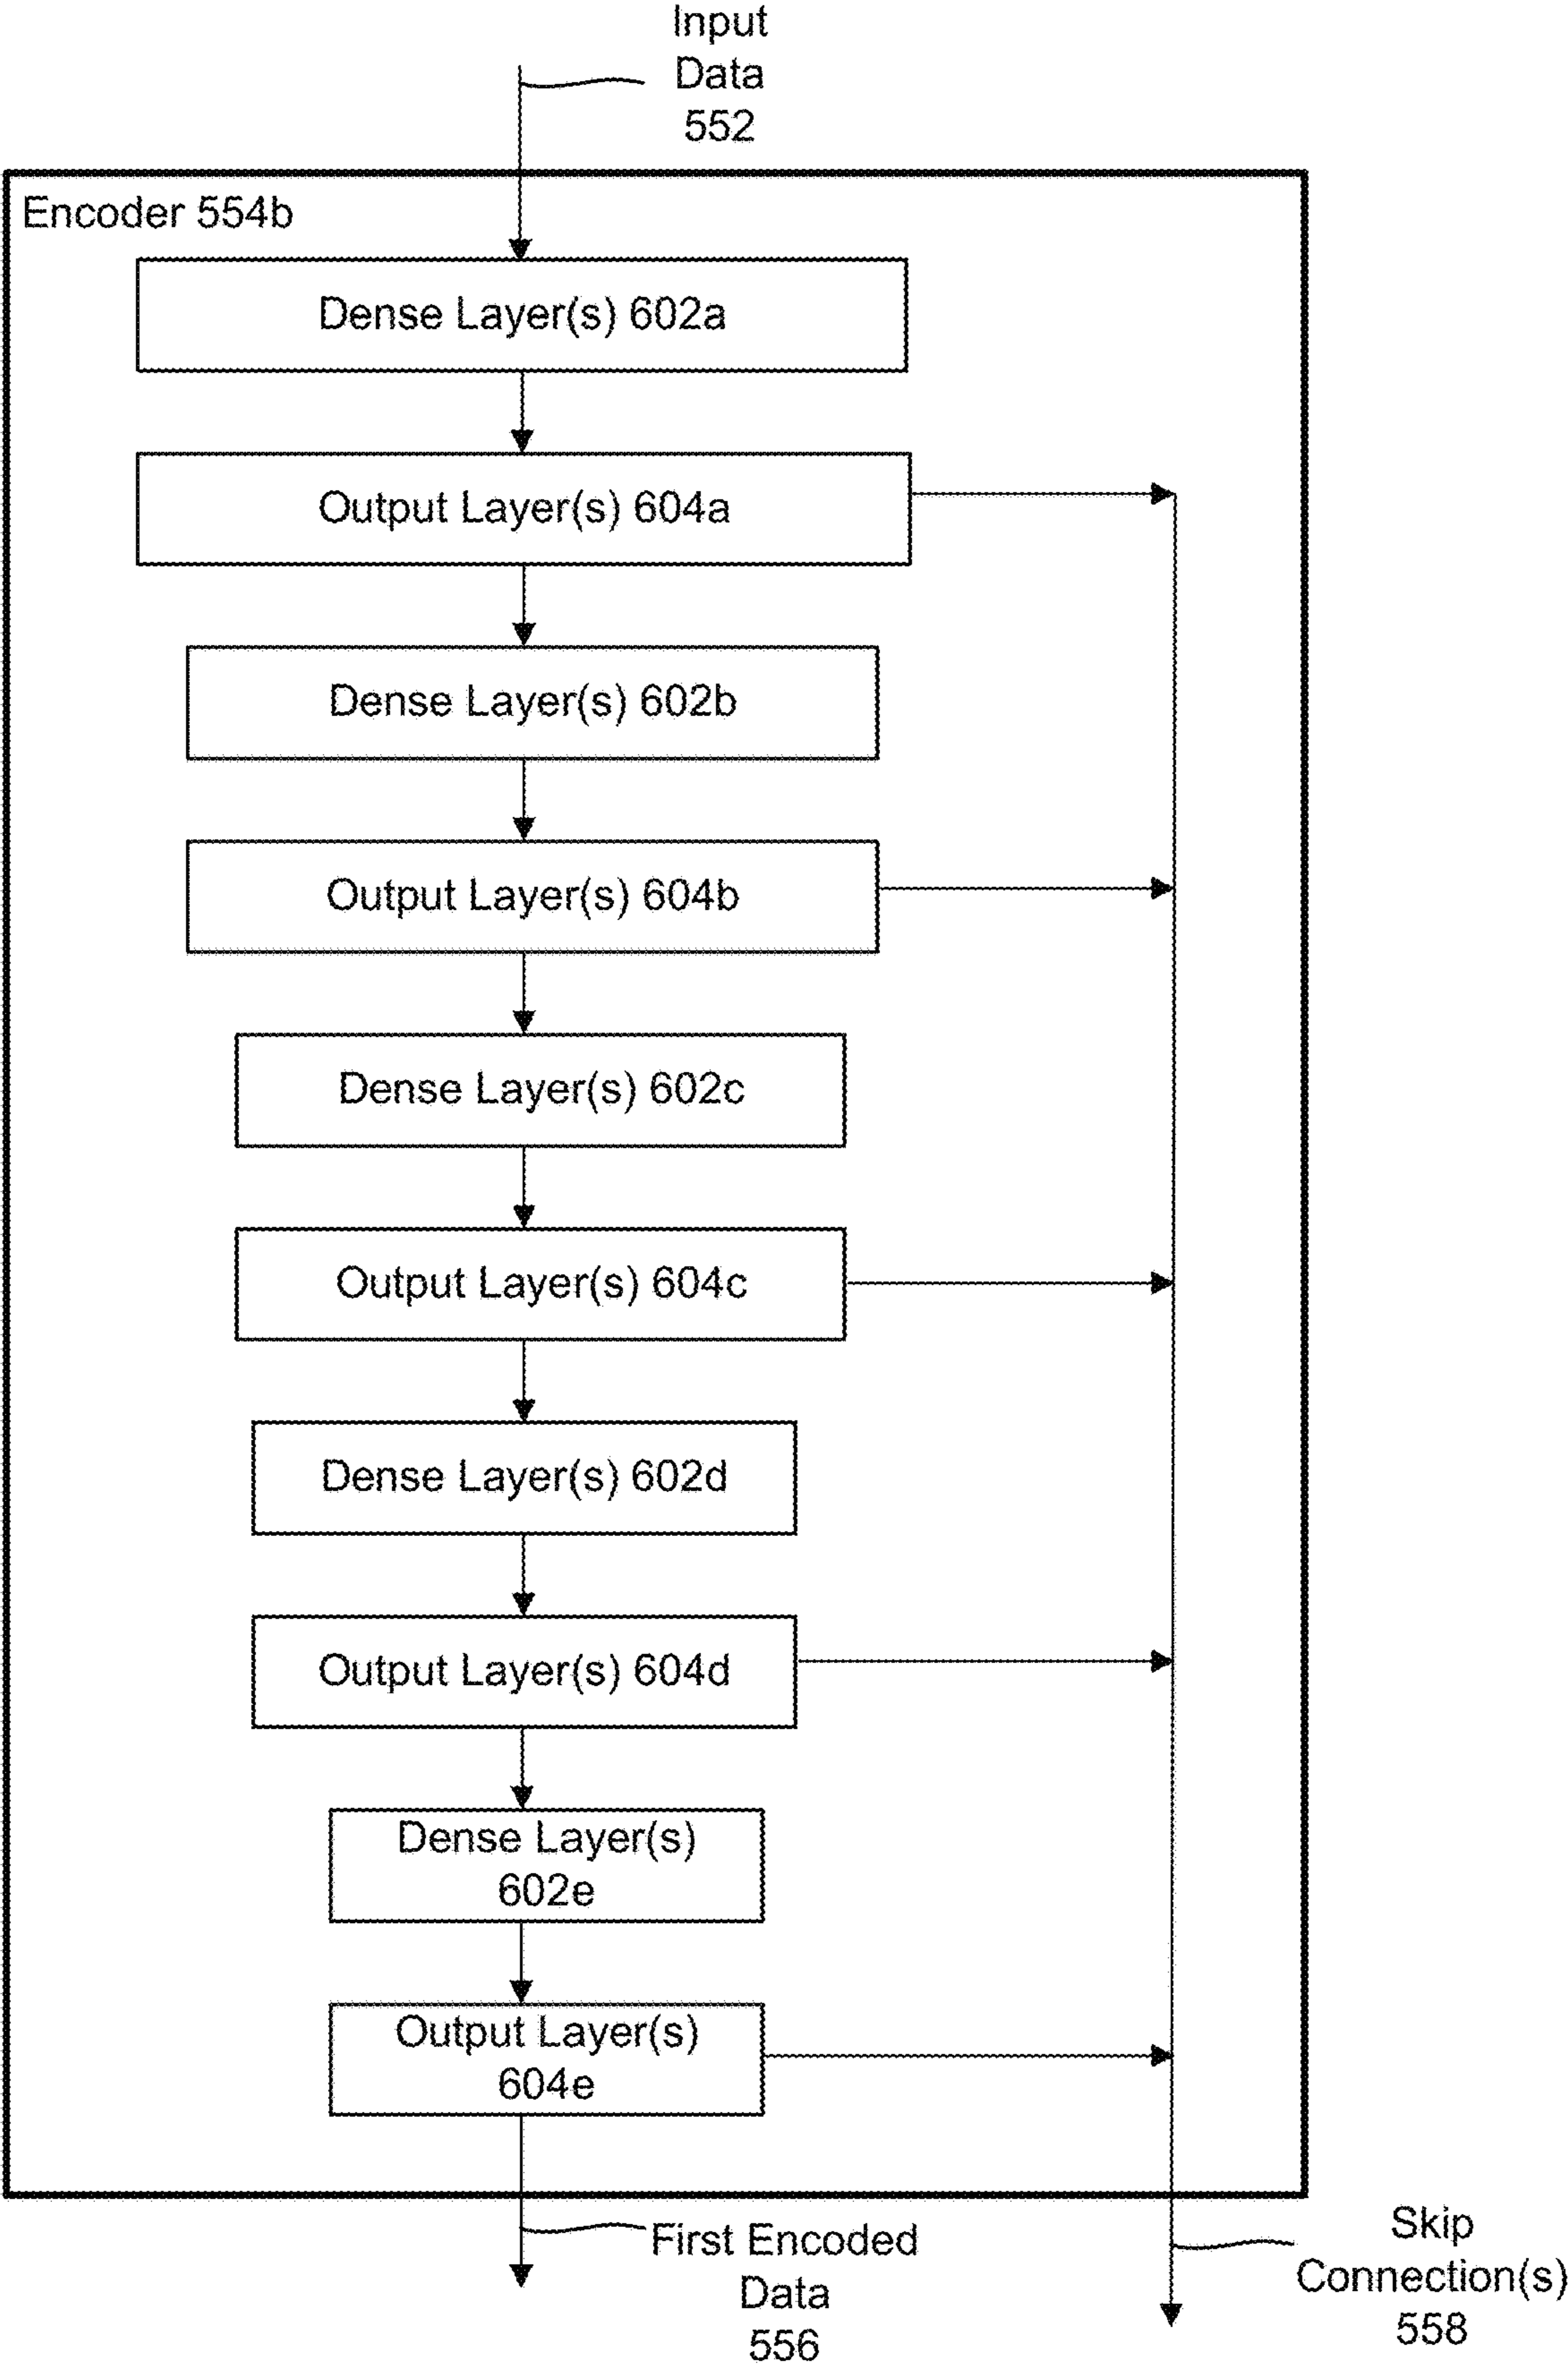 Input
Data
552
Encoder 554b
Dense Layer(s) 602a
Output Layer(s) 604a
Dense Layer(s) 602b
Output Layer(s) 604b
Dense Layer(s) 602c
Output Layer(s) 604c
Dense Layer(s) 602d
Output Layer(s) 604d
Dense Layer(s)
602e
Output Layer(s)
604e
First Encoded
Data
556
Skip
Connection(s)
558